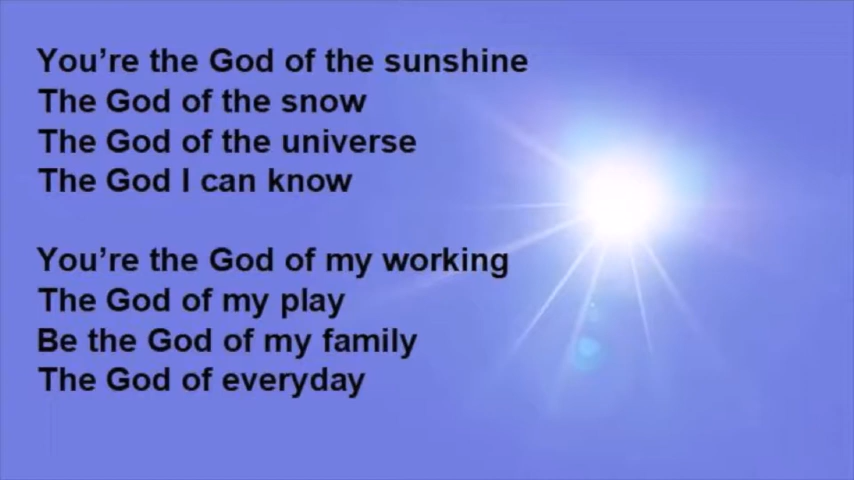 You’re the God of the sunshine
The God of the snow
The God of the universe
The God I can know
You’re the God of my working
The God of my play
Be the God of my family
The God of everyday